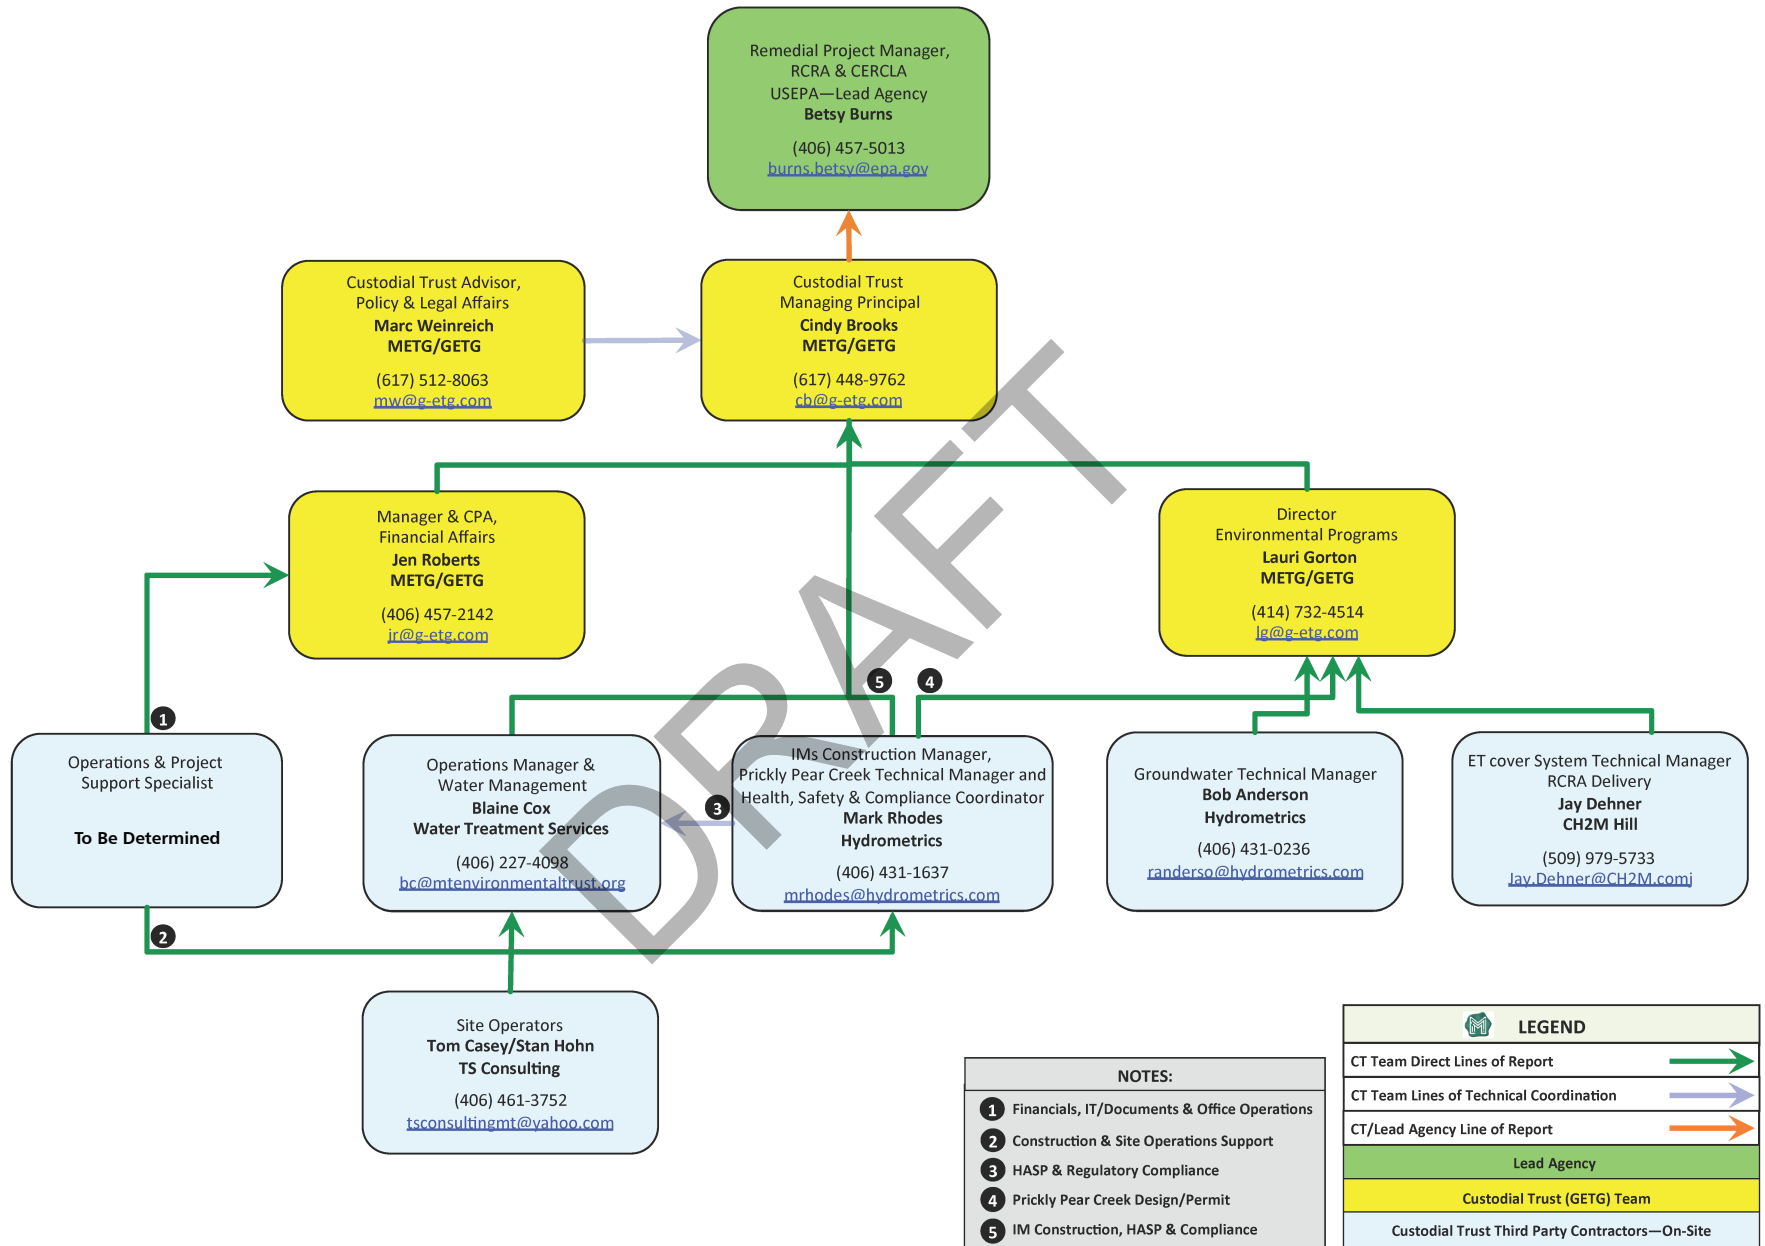 Remedial Project Manager,
RCRA & CERCLA
USEPA—Lead Agency
Betsy Burns
(406) 457-5013
burns.betsy@epa.gov
Custodial Trust Advisor,
Policy & Legal Affairs
Marc Weinreich
METG/GETG
(617) 512-8063
mw@g-etg.com
Custodial Trust
Managing Principal
Cindy Brooks
METG/GETG
(617) 448-9762
cb@g-etg.com
Manager & CPA,
Financial Affairs
Jen Roberts
METG/GETG
(406) 457-2142
jr@g-etg.com
Director
Environmental Programs
Lauri Gorton
METG/GETG
(414) 732-4514
lg@g-etg.com
1
5
4
Operations & Project
Support Specialist
To Be Determined
Operations Manager &
Water Management
Blaine Cox
Water Treatment Services
(406) 227-4098
bc@mtenvironmentaltrust.org
3
IMs Construction Manager,
Prickly Pear Creek Technical Manager and
Health, Safety & Compliance Coordinator
Mark Rhodes
Hydrometrics
(406) 431-1637
mrhodes@hydrometrics.com
Groundwater Technical Manager
Bob Anderson
Hydrometrics
(406) 431-0236
randerso@hydrometrics.com
ET cover System Technical Manager
RCRA Delivery
Jay Dehner
CH2M Hill
(509) 979-5733
Jay.Dehner@CH2M.comj
2
Site Operators
Tom Casey/Stan Hohn
TS Consulting
(406) 461-3752
tsconsultingmt@yahoo.com
DRAFT
NOTES:
1 Financials, IT/Documents & Office Operations
2 Construction & Site Operations Support
3 HASP & Regulatory Compliance
4 Prickly Pear Creek Design/Permit
5 IM Construction, HASP & Compliance
M LEGEND
CT Team Direct Lines of Report
CT Team Lines of Technical Coordination
CT/Lead Agency Line of Report
Lead Agency
Custodial Trust (GETG) Team
Custodial Trust Third Party Contractors—On-Site